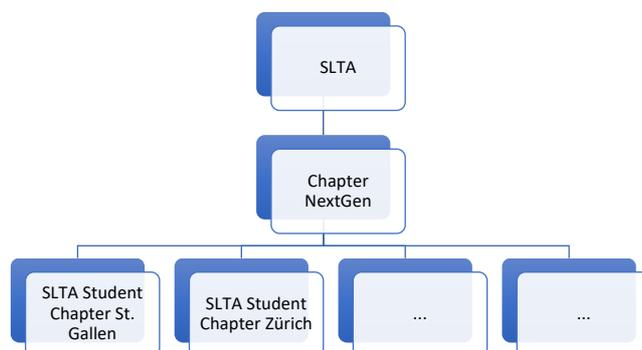 SLTA
Chapter
NextGen
SLTA Student
Chapter St.
Gallen
SLTA Student
Chapter Zürich
...
...